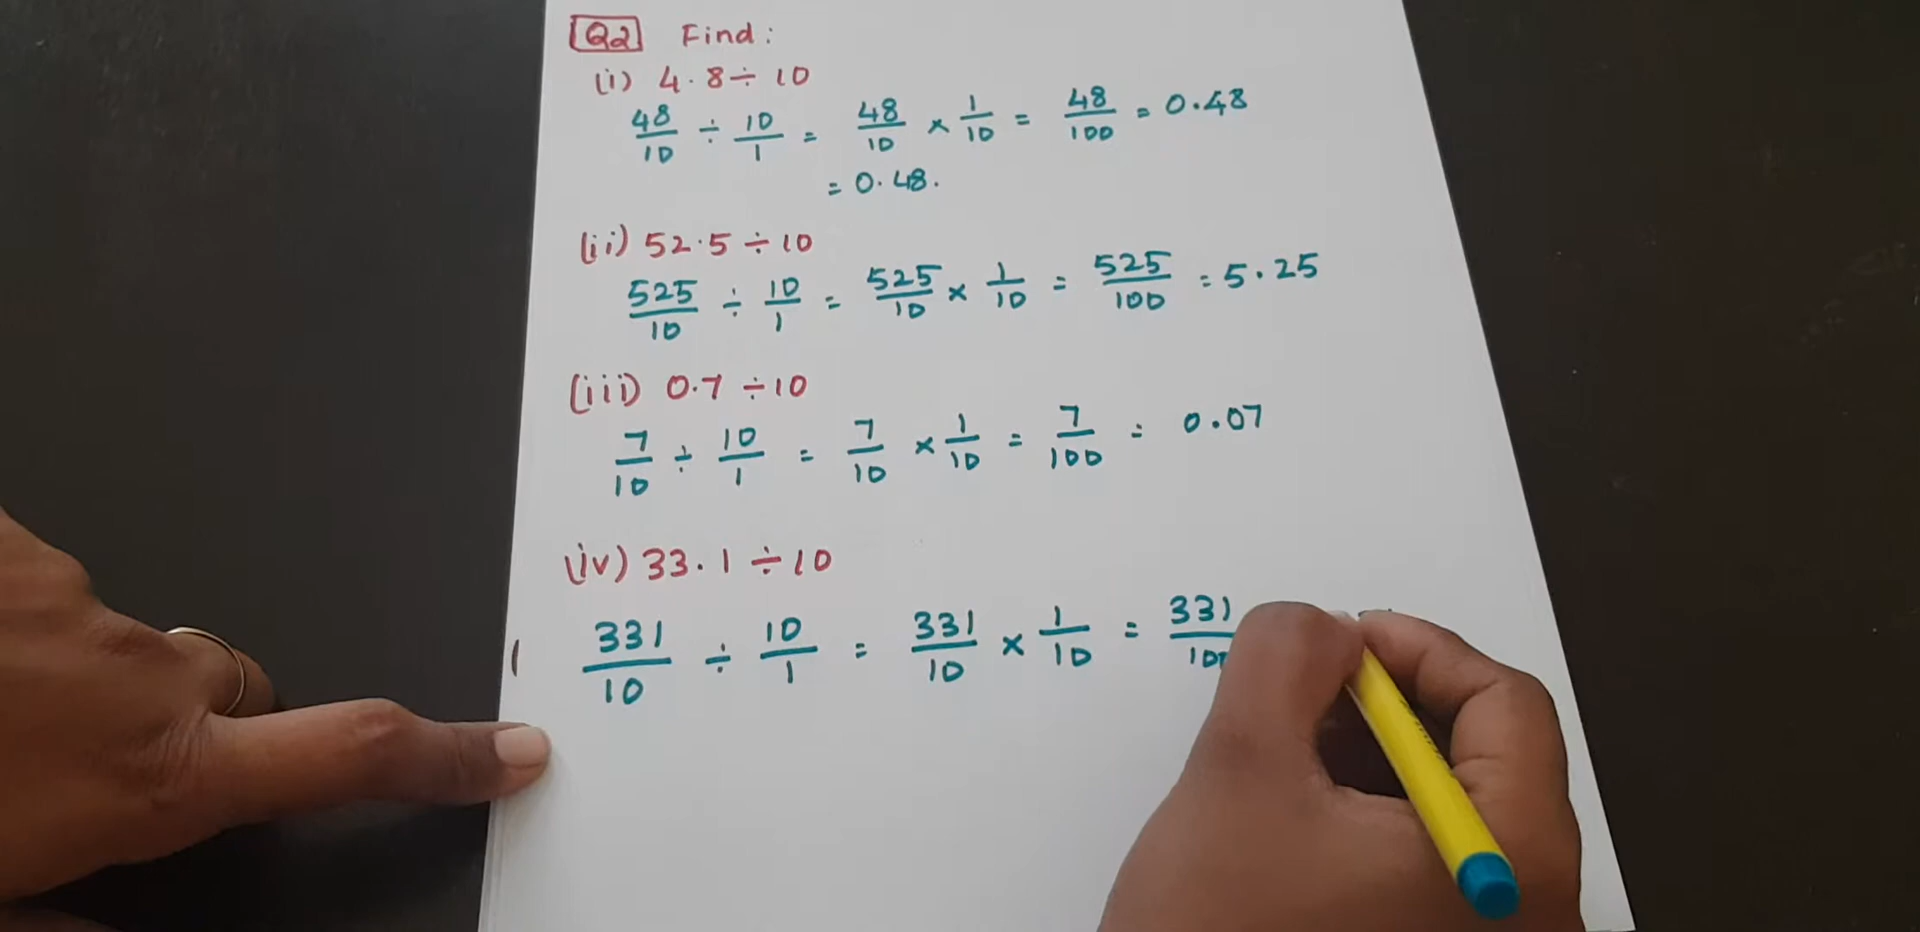 Q2 Find:
(i) 4.8 ÷ 10
48/10 ÷ 10/1 = 48/10 × 1/10 = 48/100 = 0.48
= 0.48.
(ii) 52.5 ÷ 10
525/10 ÷ 10/1 = 525/10 × 1/10 = 525/100 = 5.25
(iii) 0.7 ÷ 10
7/10 ÷ 10/1 = 7/10 × 1/10 = 7/100 = 0.07
(iv) 33.1 ÷ 10
331/10 ÷ 10/1 = 331/10 × 1/10 = 331/